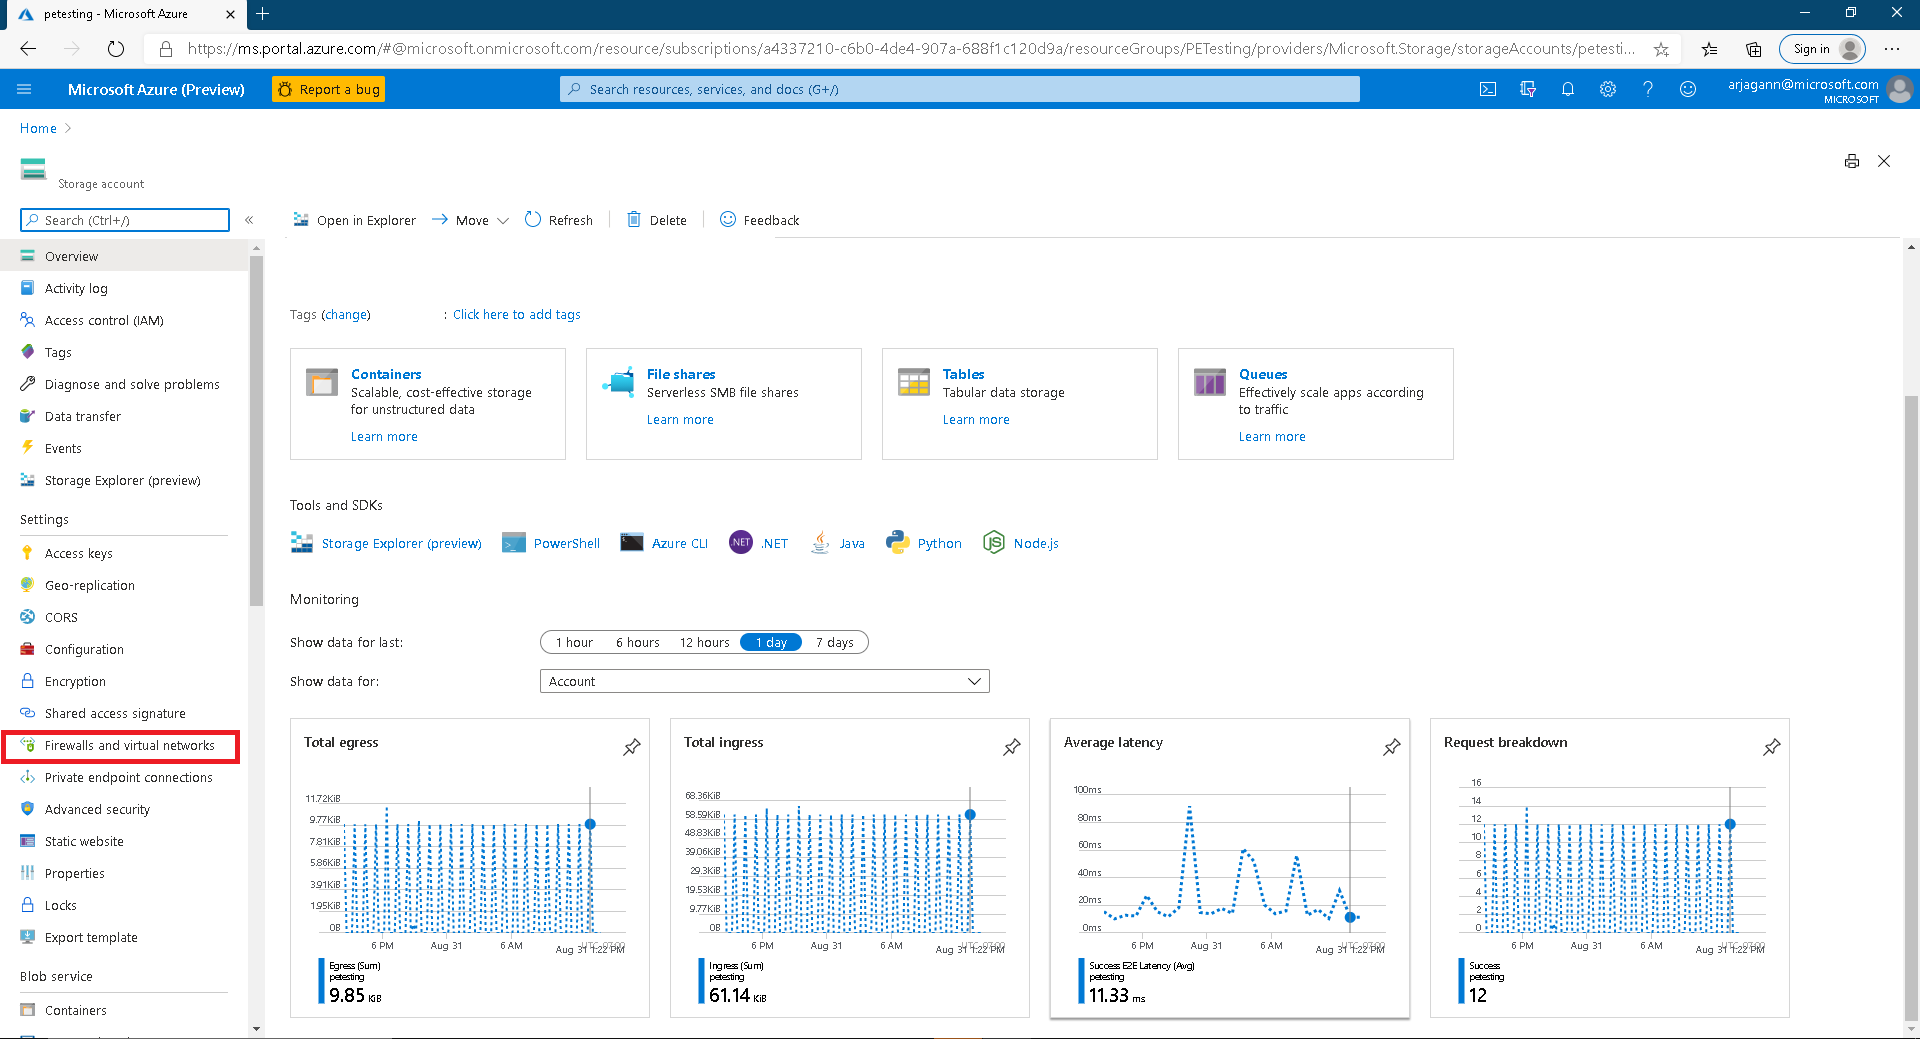 petesting - Microsoft Azure
https://ms.portal.azure.com/#@microsoft.onmicrosoft.com/resource/subscriptions/a4337210-c6b0-4de4-907a-688f1c120d9a/resourceGroups/PETesting/providers/Microsoft.Storage/storageAccounts/petesti...
Sign in
Microsoft Azure (Preview)
Report a bug
Search resources, services, and docs (G+/)
arjagann@microsoft.com
MICROSOFT
Home
Storage account
Search (Ctrl+/)
Open in Explorer
Move
Refresh
Delete
Feedback
Overview
Activity log
Access control (IAM)
Tags
Diagnose and solve problems
Data transfer
Events
Storage Explorer (preview)
Settings
Access keys
Geo-replication
CORS
Configuration
Encryption
Shared access signature
Firewalls and virtual networks
Private endpoint connections
Advanced security
Static website
Properties
Locks
Export template
Blob service
Containers
Tags (change) : Click here to add tags
Containers
Scalable, cost-effective storage
for unstructured data
Learn more
File shares
Serverless SMB file shares
Learn more
Tables
Tabular data storage
Learn more
Queues
Effectively scale apps according
to traffic
Learn more
Tools and SDKs
Storage Explorer (preview)
PowerShell
Azure CLI
NET .NET
Java
Python
JS Node.js
Monitoring
Show data for last:
1 hour 6 hours 12 hours 1 day 7 days
Show data for:
Account
Total egress
11.72KiB
9.77KiB
7.81KiB
5.86KiB
3.91KiB
1.95KiB
0B
6 PM Aug 31 6 AM Aug 31 1:22 PM
Egress (Sum)
petesting
9.85 KiB
Total ingress
68.36KiB
58.59KiB
48.83KiB
39.06KiB
29.3KiB
19.53KiB
9.77KiB
0B
6 PM Aug 31 6 AM Aug 31 1:22 PM
Ingress (Sum)
petesting
61.14 KiB
Average latency
100ms
80ms
60ms
40ms
20ms
0ms
6 PM Aug 31 6 AM Aug 31 1:22 PM
Success E2E Latency (Avg)
petesting
11.33 ms
Request breakdown
16
14
12
10
8
6
4
2
0
6 PM Aug 31 6 AM Aug 31 1:22 PM
Success
petesting
12